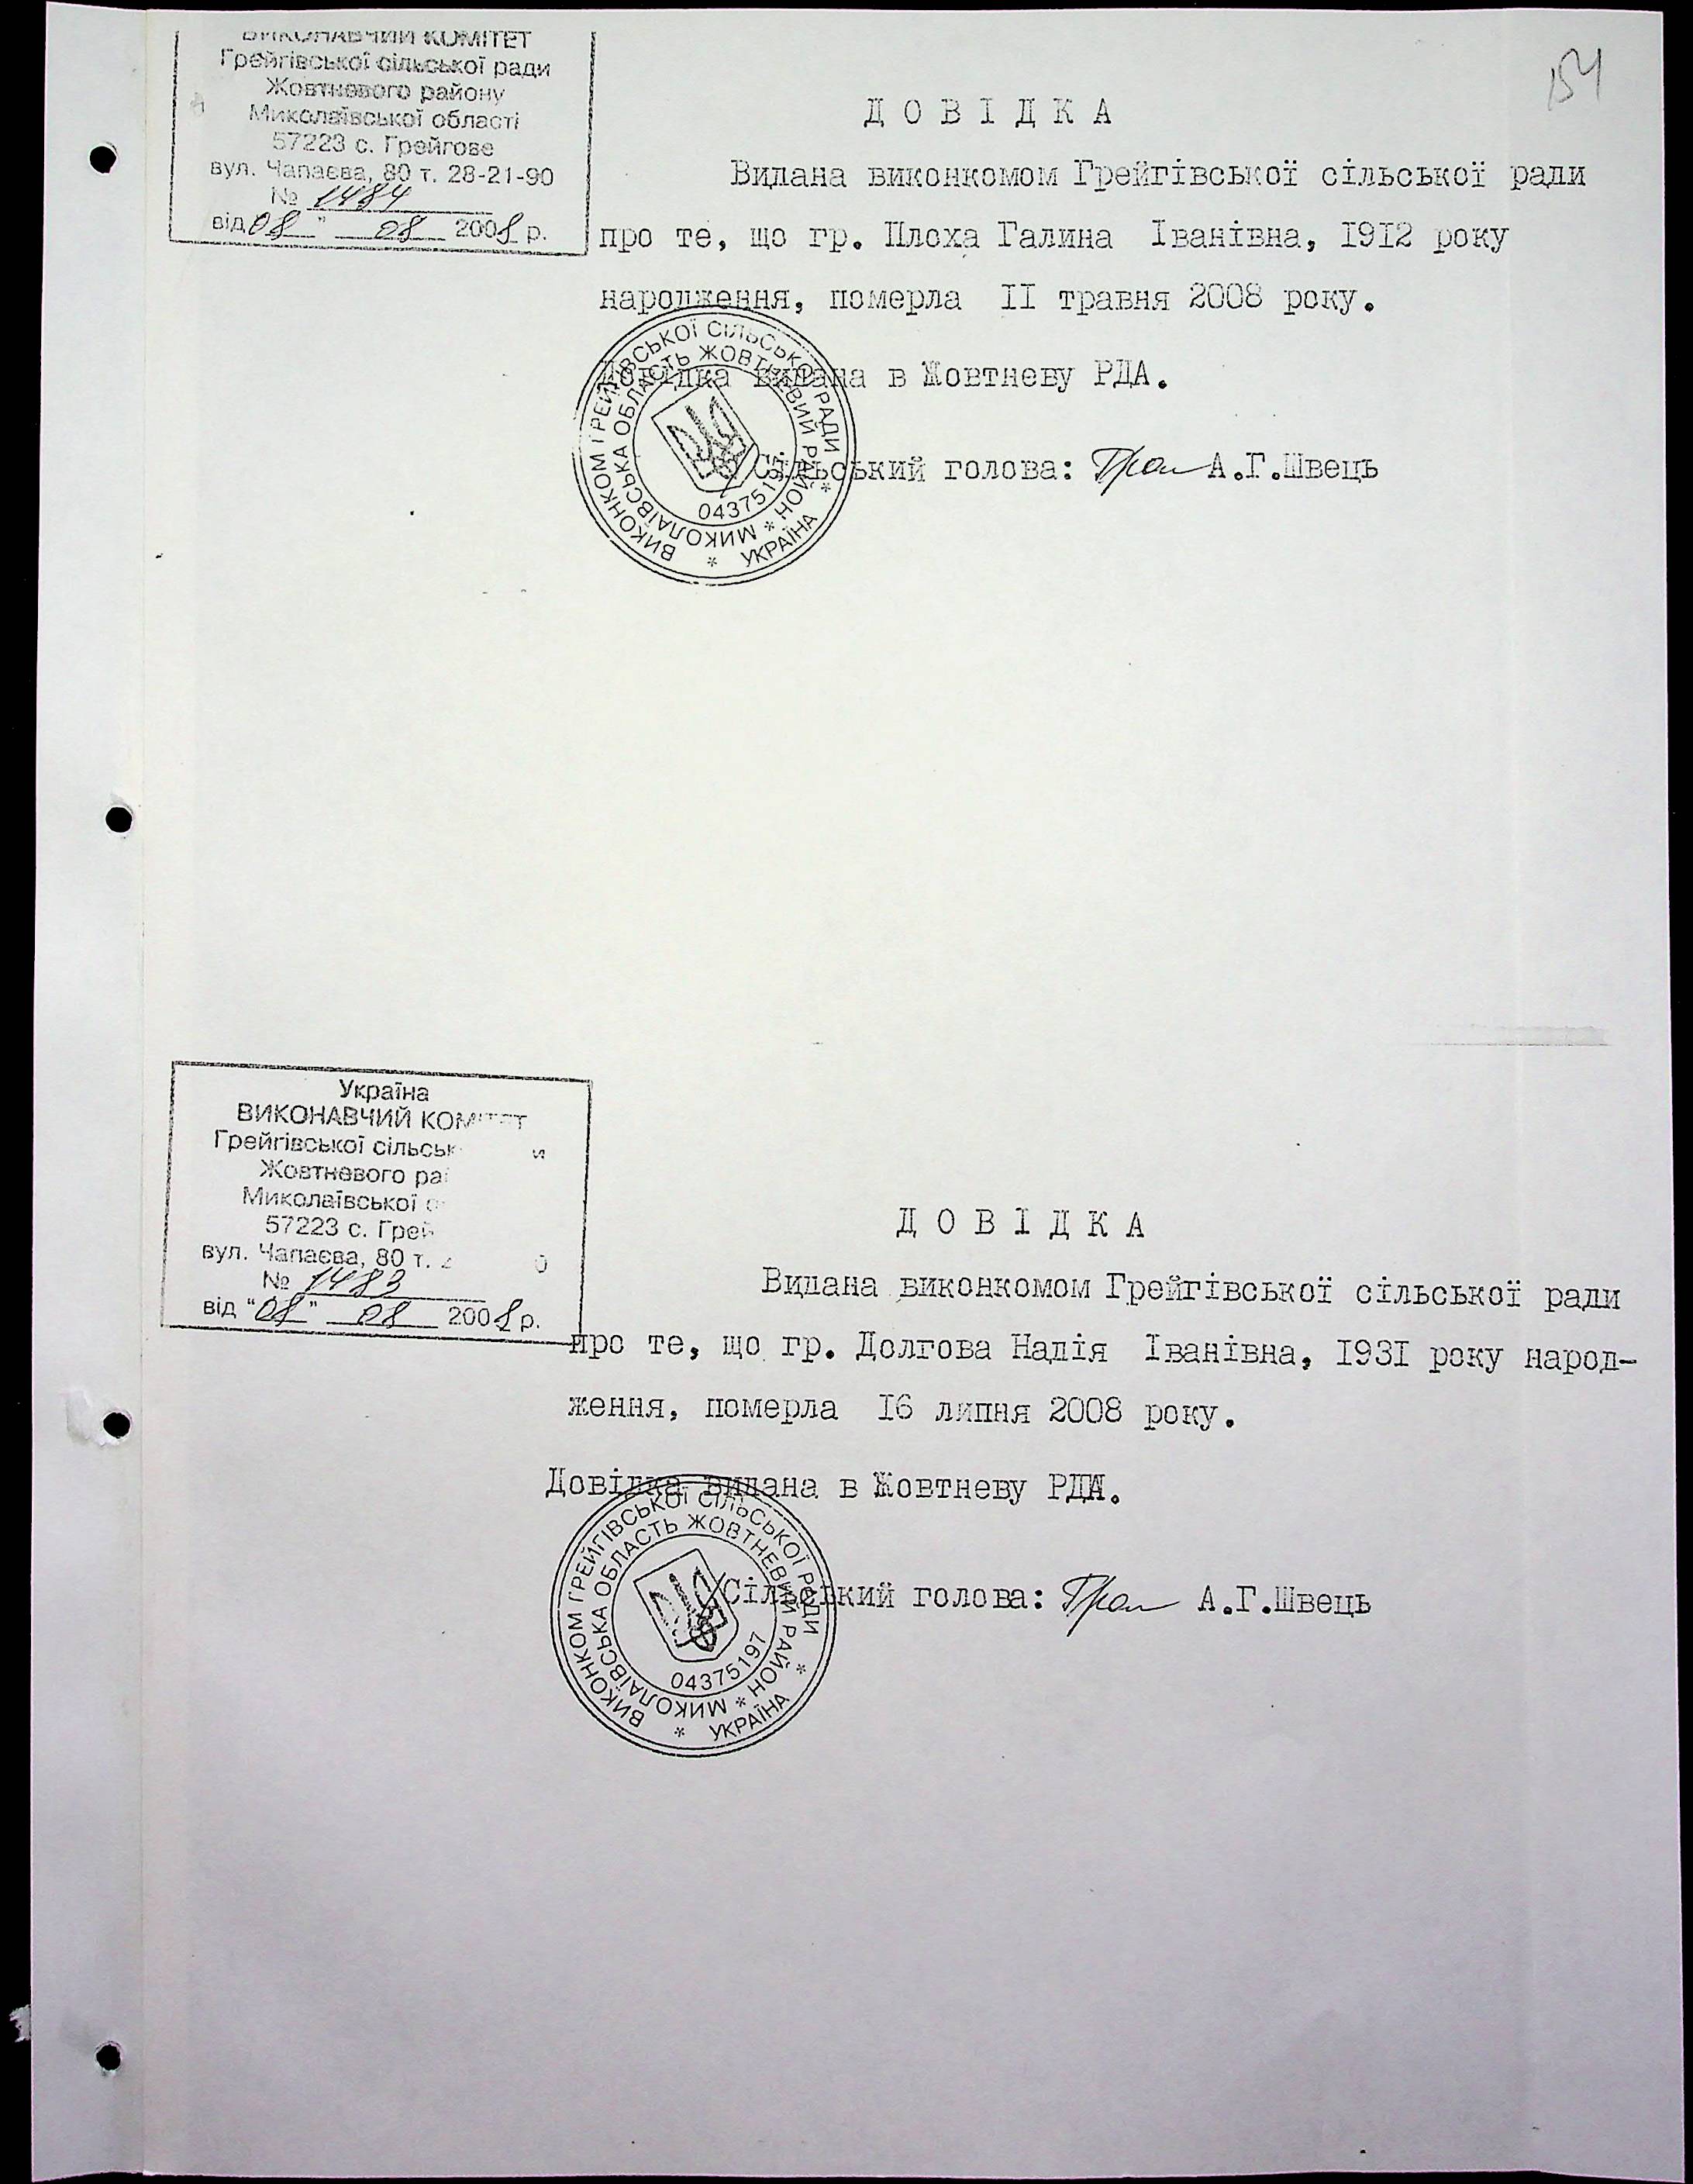 154
ВИКОНАВЧИЙ КОМІТЕТ
Грейгівської сільської ради
Жовтневого району
Миколаївської області
57223 с. Грейгове
вул. Чапаєва, 80 т. 28-21-90
№ 1484
від 08 " 08 2008 р.
ДОВІДКА
Видана виконкомом Грейгівської сільської ради
про те, що гр. Плоха Галина Іванівна, 1912 року
народження, померла II травня 2008 року.
Довідка видана в Жовтневу РДА.
Сільський голова: А.Г.Швець
ВИКОНКОМ ГРЕЙГІВСЬКОЇ СІЛЬСЬКОЇ РАДИ
МИКОЛАЇВСЬКА ОБЛАСТЬ ЖОВТНЕВИЙ РАЙОН
* УКРАЇНА *
Україна
ВИКОНАВЧИЙ КОМІТЕТ
Грейгівської
Жовтневого
Миколаївської
57223 с.
вул. Чапаєва, 80 т.
№ 1483
від "08" 08 2008 р.
ДОВІДКА
Видана виконкомом Грейгівської сільської ради
про те, що гр. Долгова Надія Іванівна, 1931 року народ-
ження, померла 16 липня 2008 року.
Довідка видана в Жовтневу РДА.
Сільський голова: А.Г.Швець
ВИКОНКОМ ГРЕЙГІВСЬКОЇ СІЛЬСЬКОЇ РАДИ
МИКОЛАЇВСЬКА ОБЛАСТЬ ЖОВТНЕВИЙ РАЙОН
04375197
* УКРАЇНА *